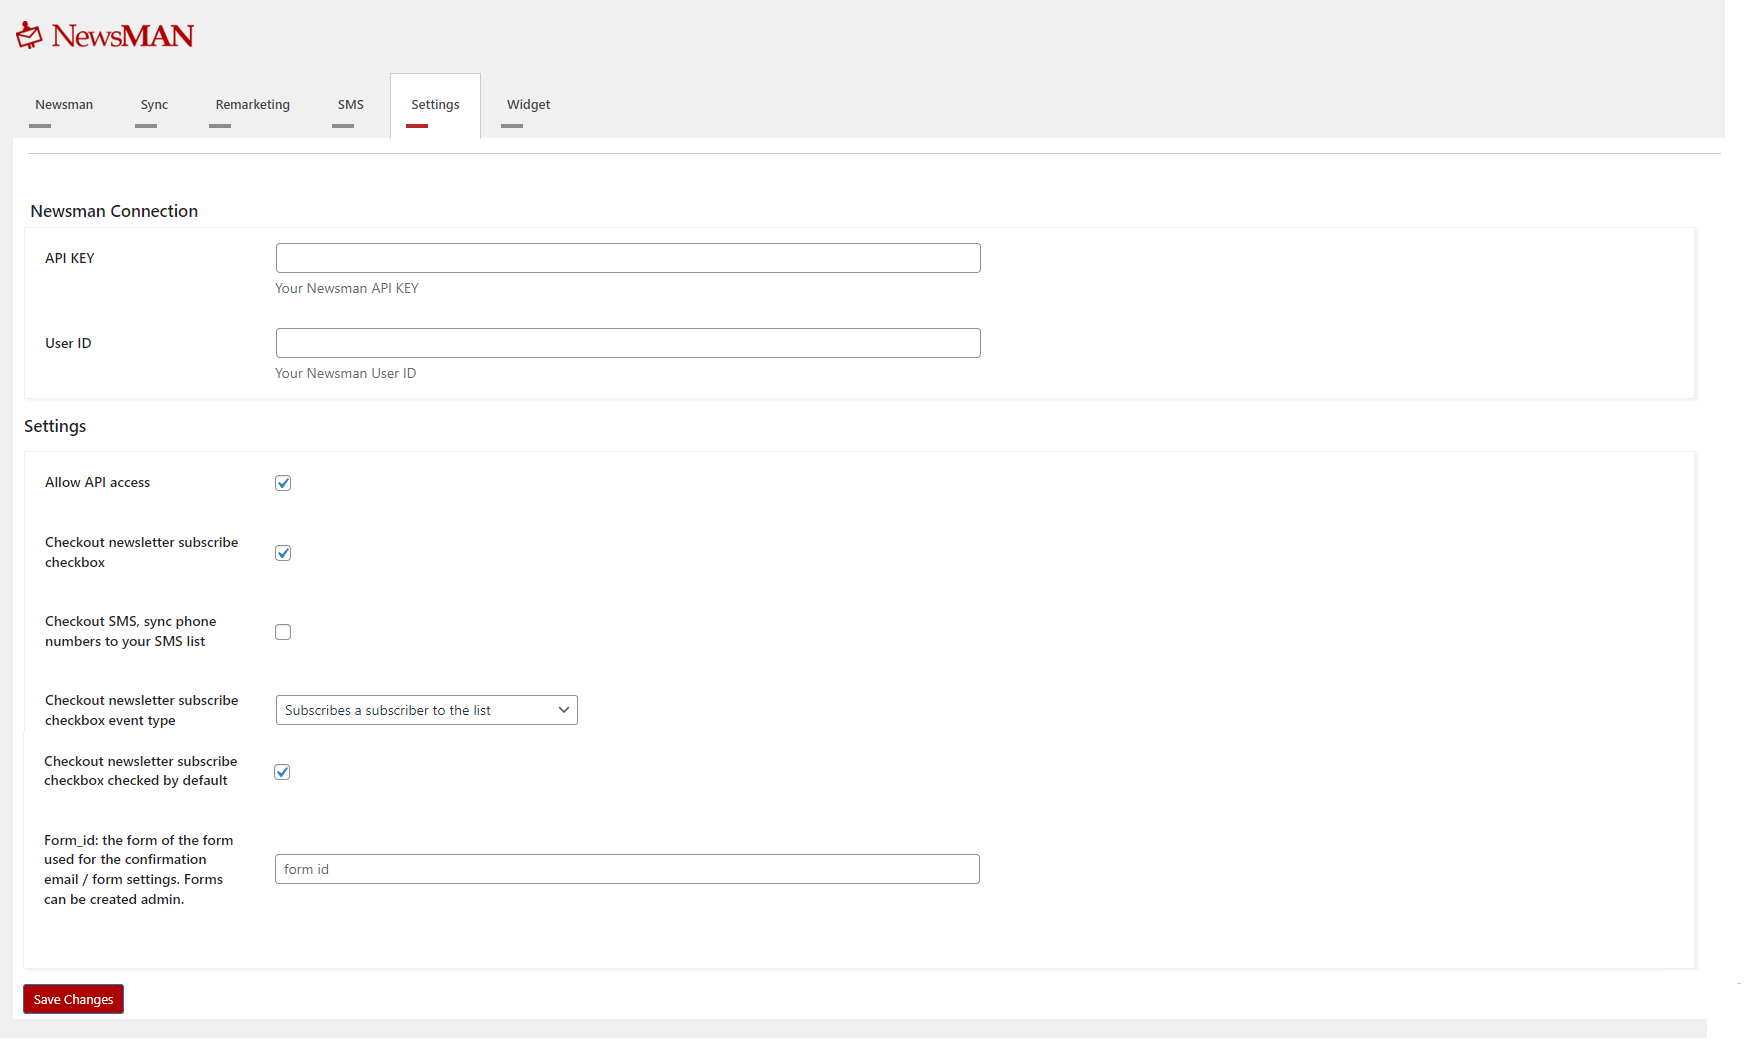 NewsMAN
Newsman
Sync
Remarketing
SMS
Settings
Widget
Newsman Connection
API KEY
Your Newsman API KEY
User ID
Your Newsman User ID
Settings
Allow API access
Checkout newsletter subscribe
checkbox
Checkout SMS, sync phone
numbers to your SMS list
Checkout newsletter subscribe
checkbox event type
Subscribes a subscriber to the list
Checkout newsletter subscribe
checkbox checked by default
Form_id: the form of the form
used for the confirmation
email / form settings. Forms
can be created admin.
form id
Save Changes